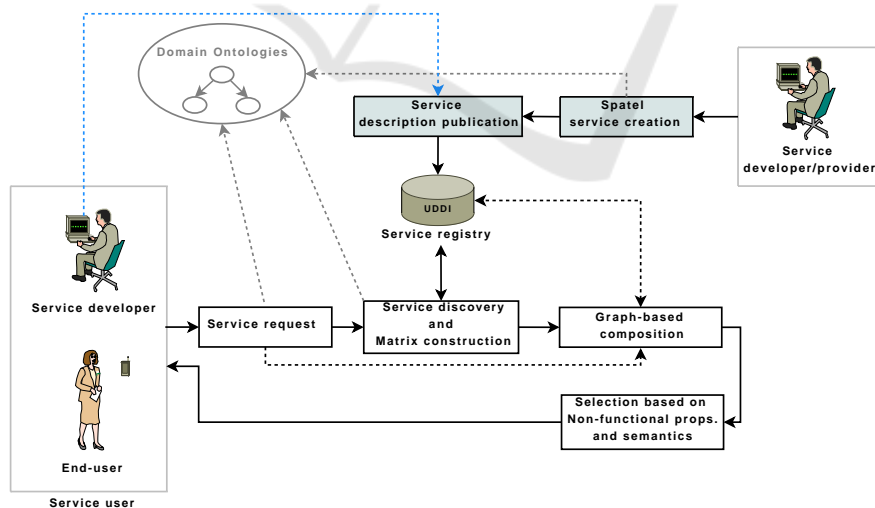 Domain Ontologies
Service
description publication
Spatel
service creation
Service
developer/provider
UDDI
Service registry
Service developer
Service request
Service discovery
and
Matrix construction
Graph-based
composition
Selection based on
Non-functional props.
and semantics
End-user
Service user